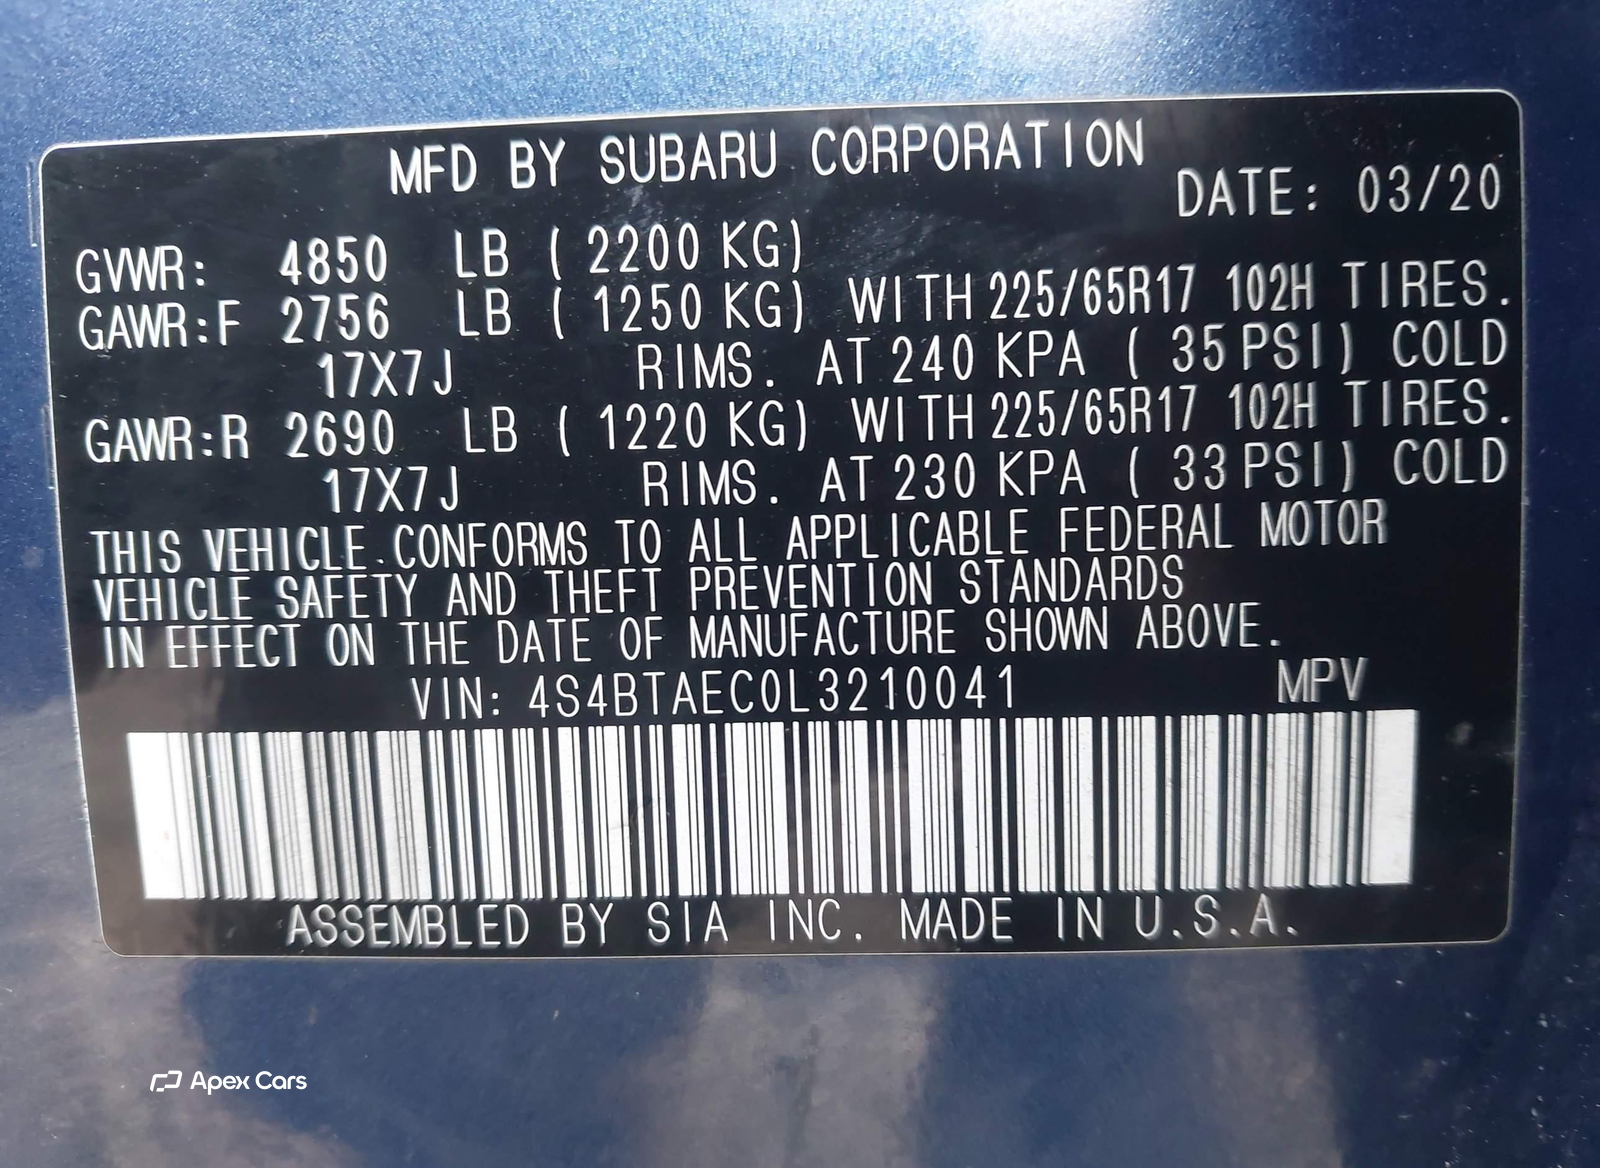 MFD BY SUBARU CORPORATION
DATE: 03/20
GVWR: 4850 LB ( 2200 KG)
GAWR:F 2756 LB ( 1250 KG) WITH 225/65R17 102H TIRES.
17X7J RIMS. AT 240 KPA ( 35 PSI) COLD
GAWR:R 2690 LB ( 1220 KG) WITH 225/65R17 102H TIRES.
17X7J RIMS. AT 230 KPA ( 33 PSI) COLD
THIS VEHICLE CONFORMS TO ALL APPLICABLE FEDERAL MOTOR
VEHICLE SAFETY AND THEFT PREVENTION STANDARDS
IN EFFECT ON THE DATE OF MANUFACTURE SHOWN ABOVE.
VIN: 4S4BTAEC0L3210041 MPV
ASSEMBLED BY SIA INC. MADE IN U.S.A.
Apex Cars